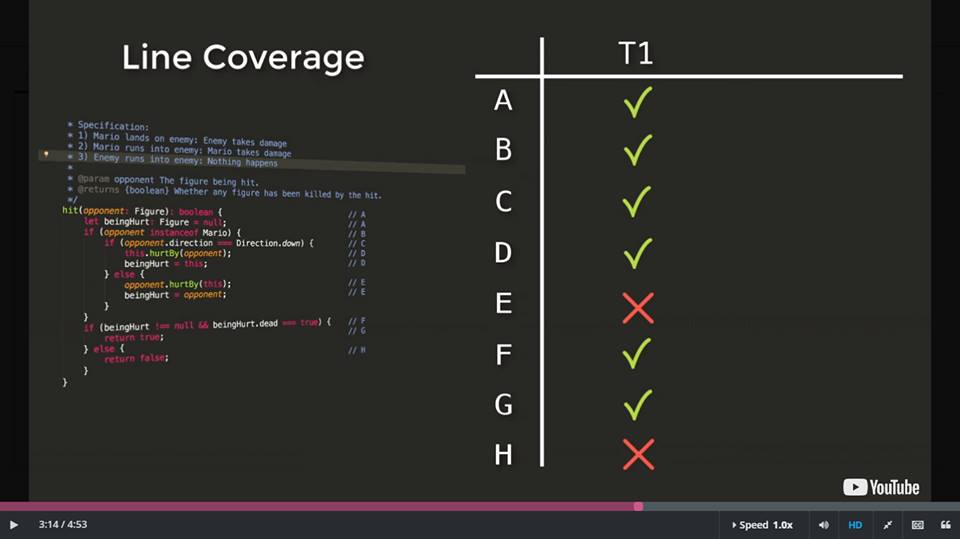 Line Coverage
* Specification:
* 1) Mario lands on enemy: Enemy takes damage
* 2) Mario runs into enemy: Mario takes damage
* 3) Enemy runs into enemy: Nothing happens
*
* @param opponent The figure being hit.
* @returns {boolean} Whether any figure has been killed by the hit.
*/
hit(opponent: Figure): boolean { // A
let beingHurt: Figure = null; // A
if (opponent instanceof Mario) { // B
if (opponent.direction === Direction.down) { // C
this.hurtBy(opponent); // D
beingHurt = this; // D
} else {
opponent.hurtBy(this); // E
beingHurt = opponent; // E
}
}
if (beingHurt !== null && beingHurt.dead === true) { // F
return true; // G
} else {
return false; // H
}
}
T1
A ✓
B ✓
C ✓
D ✓
E ✗
F ✓
G ✓
H ✗
YouTube
3:14 / 4:53
Speed 1.0x
HD
CC